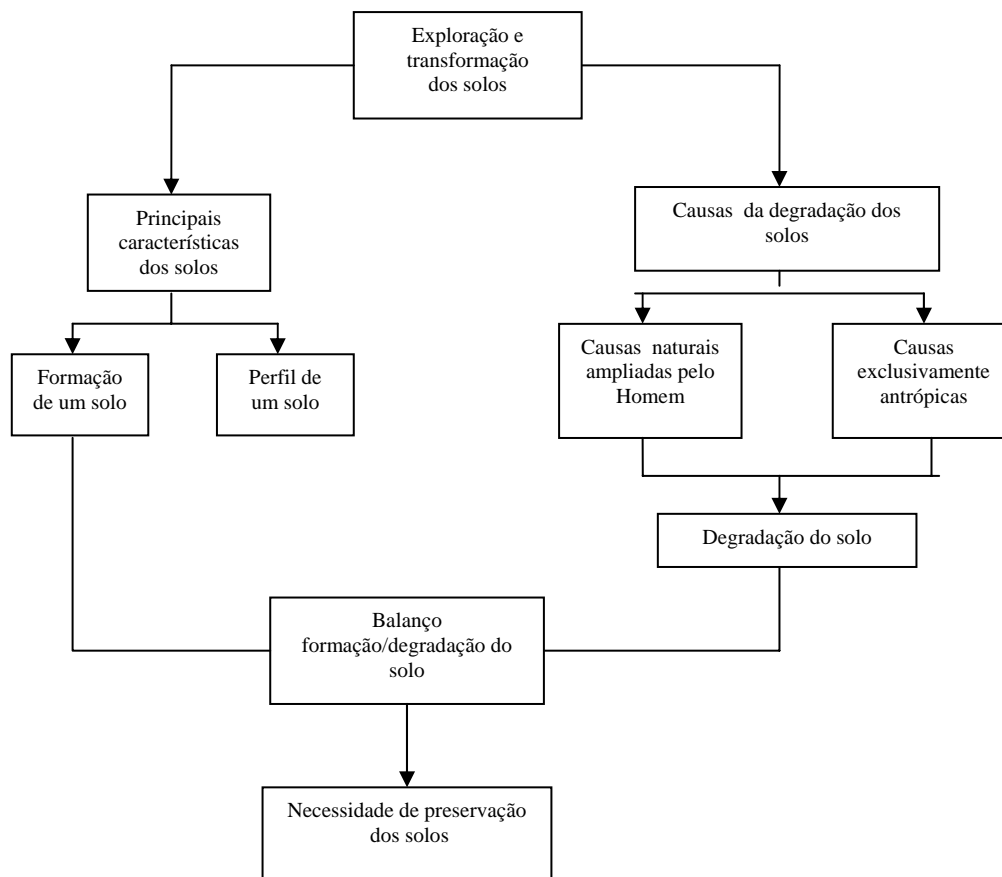 Exploração e
transformação
dos solos
Principais
características
dos solos
Causas da degradação dos
solos
Formação
de um solo
Perfil de
um solo
Causas naturais
ampliadas pelo
Homem
Causas
exclusivamente
antrópicas
Degradação do solo
Balanço
formação/degradação do
solo
Necessidade de preservação
dos solos